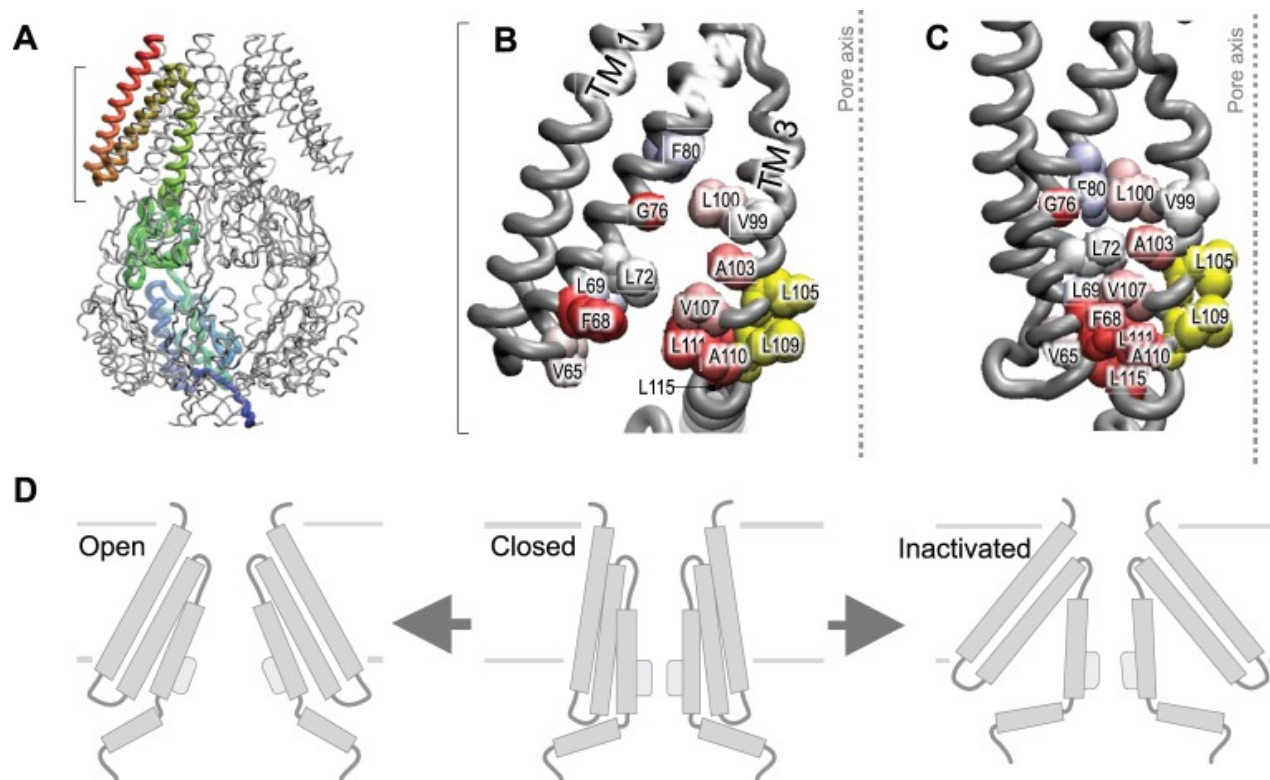 A
B
C
TM 1
TM 3
Pore axis
F80
G76
L100
V99
L72
A103
L69
L105
F68
V107
L111
A110
L109
V65
L115
Pore axis
F80
G76
L100
V99
L72
A103
L105
L69
V107
F68
L109
L111
V65
A110
L115
D
Open
Closed
Inactivated